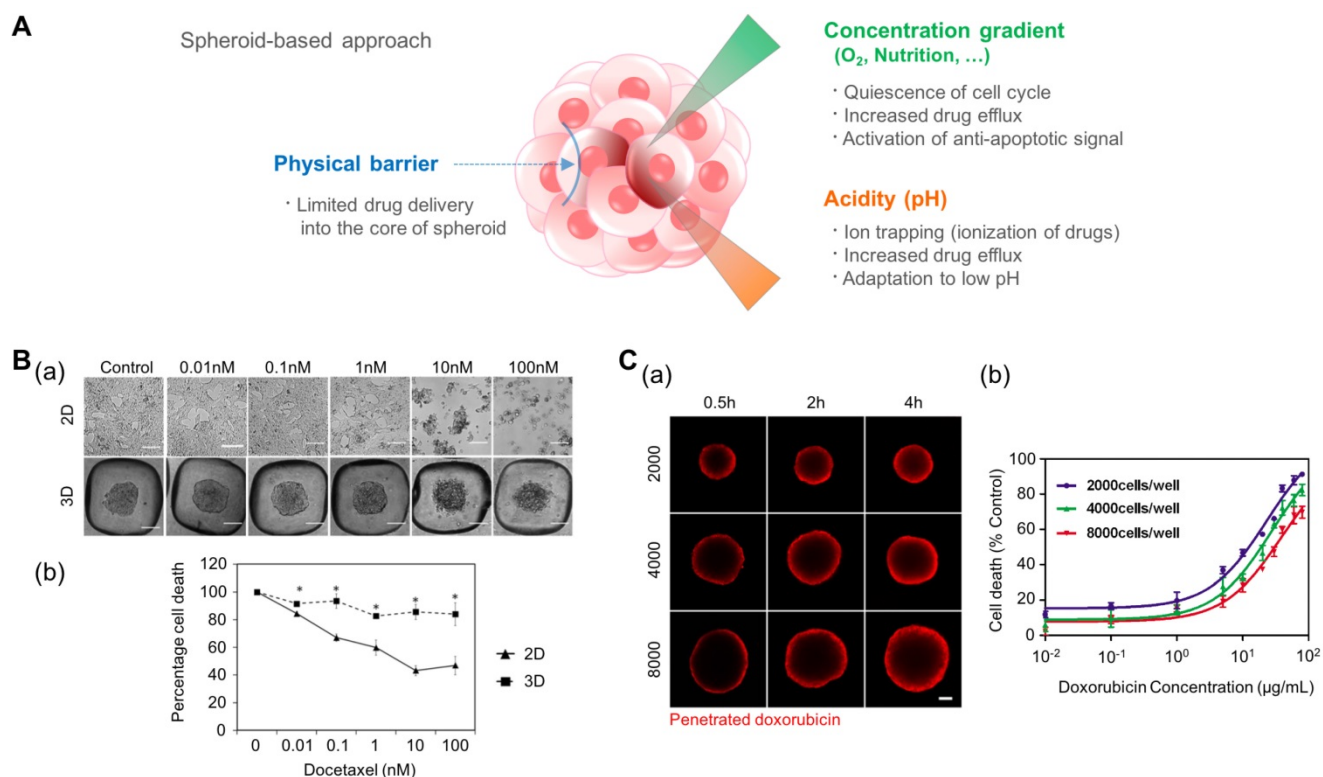 A
Spheroid-based approach
Physical barrier
· Limited drug delivery
into the core of spheroid
Concentration gradient
(O₂, Nutrition, ...)
· Quiescence of cell cycle
· Increased drug efflux
· Activation of anti-apoptotic signal
Acidity (pH)
· Ion trapping (ionization of drugs)
· Increased drug efflux
· Adaptation to low pH
B
(a)
Control 0.01nM 0.1nM 1nM 10nM 100nM
2D
3D
(b)
Percentage cell death
120
100
80
60
40
20
0
0 0.01 0.1 1 10 100
Docetaxel (nM)
* * * * *
2D
3D
C
(a)
0.5h 2h 4h
2000
4000
8000
Penetrated doxorubicin
(b)
Cell death (% Control)
100
80
60
40
20
0
2000cells/well
4000cells/well
8000cells/well
10⁻² 10⁻¹ 10⁰ 10¹ 10²
Doxorubicin Concentration (µg/mL)